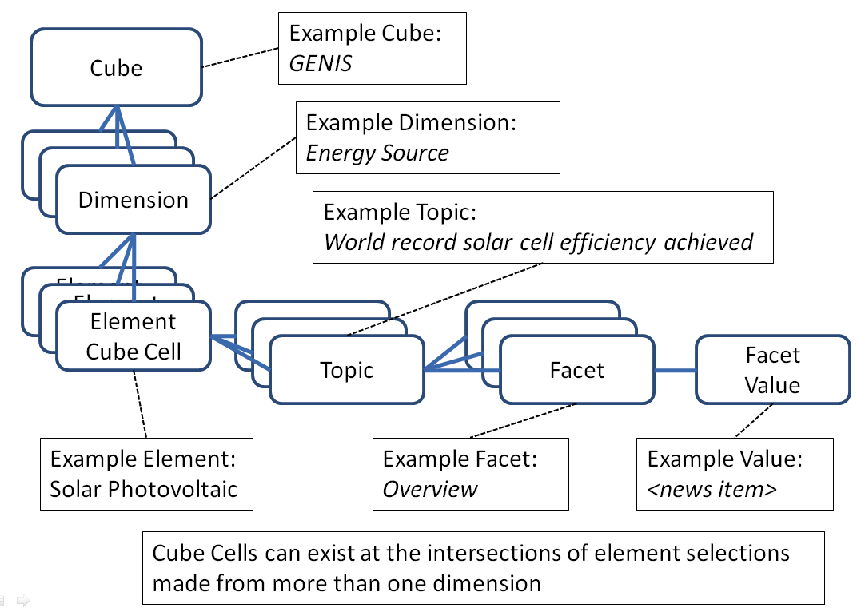 Example Cube:
GENIS
Cube
Example Dimension:
Energy Source
Dimension
Example Topic:
World record solar cell efficiency achieved
Element
Element
Element
Cube Cell
Topic
Facet
Facet
Value
Example Element:
Solar Photovoltaic
Example Facet:
Overview
Example Value:
<news item>
Cube Cells can exist at the intersections of element selections
made from more than one dimension